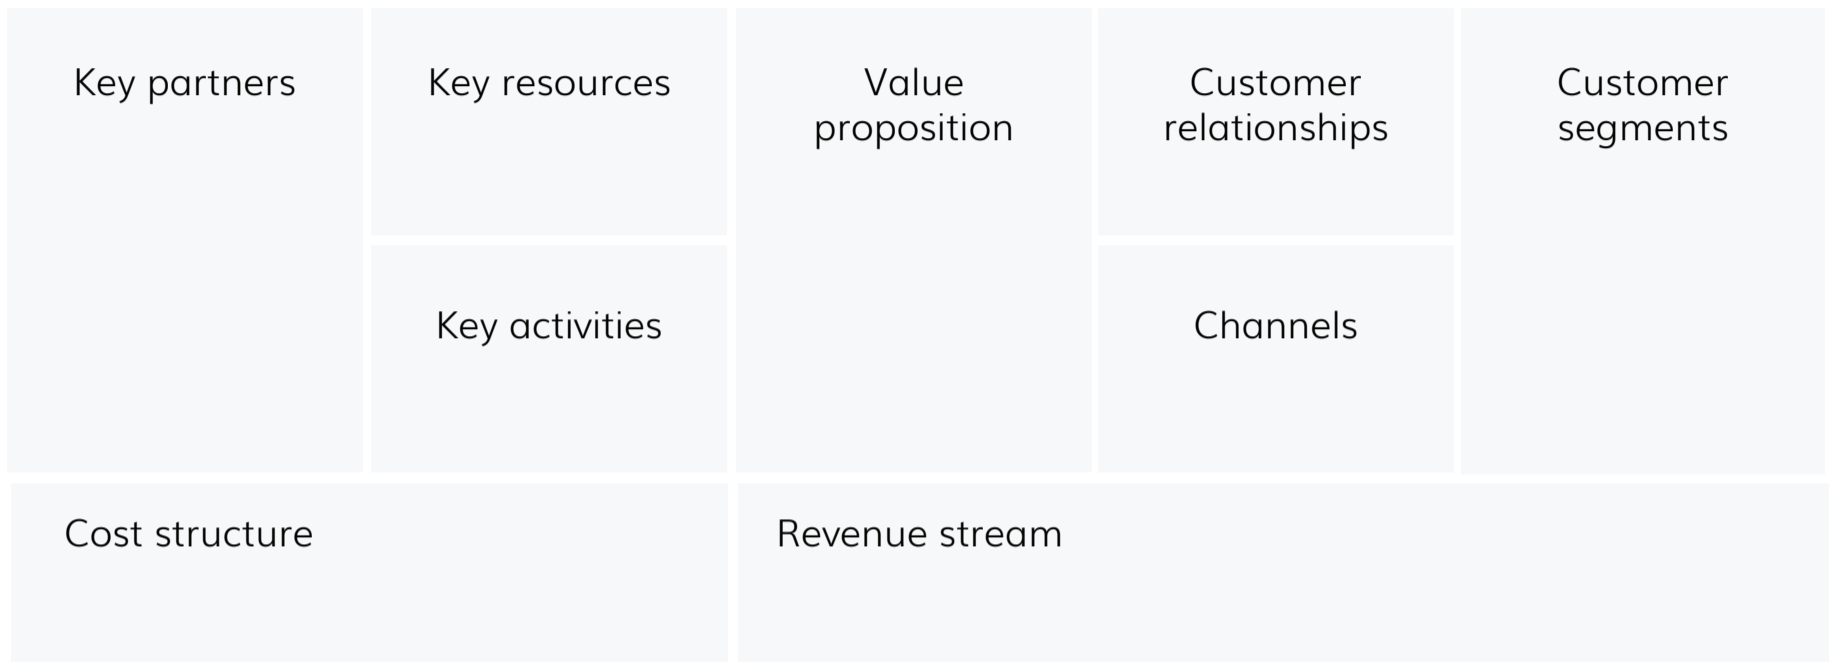 Key partners
Key resources
Value
proposition
Customer
relationships
Customer
segments
Key activities
Channels
Cost structure
Revenue stream